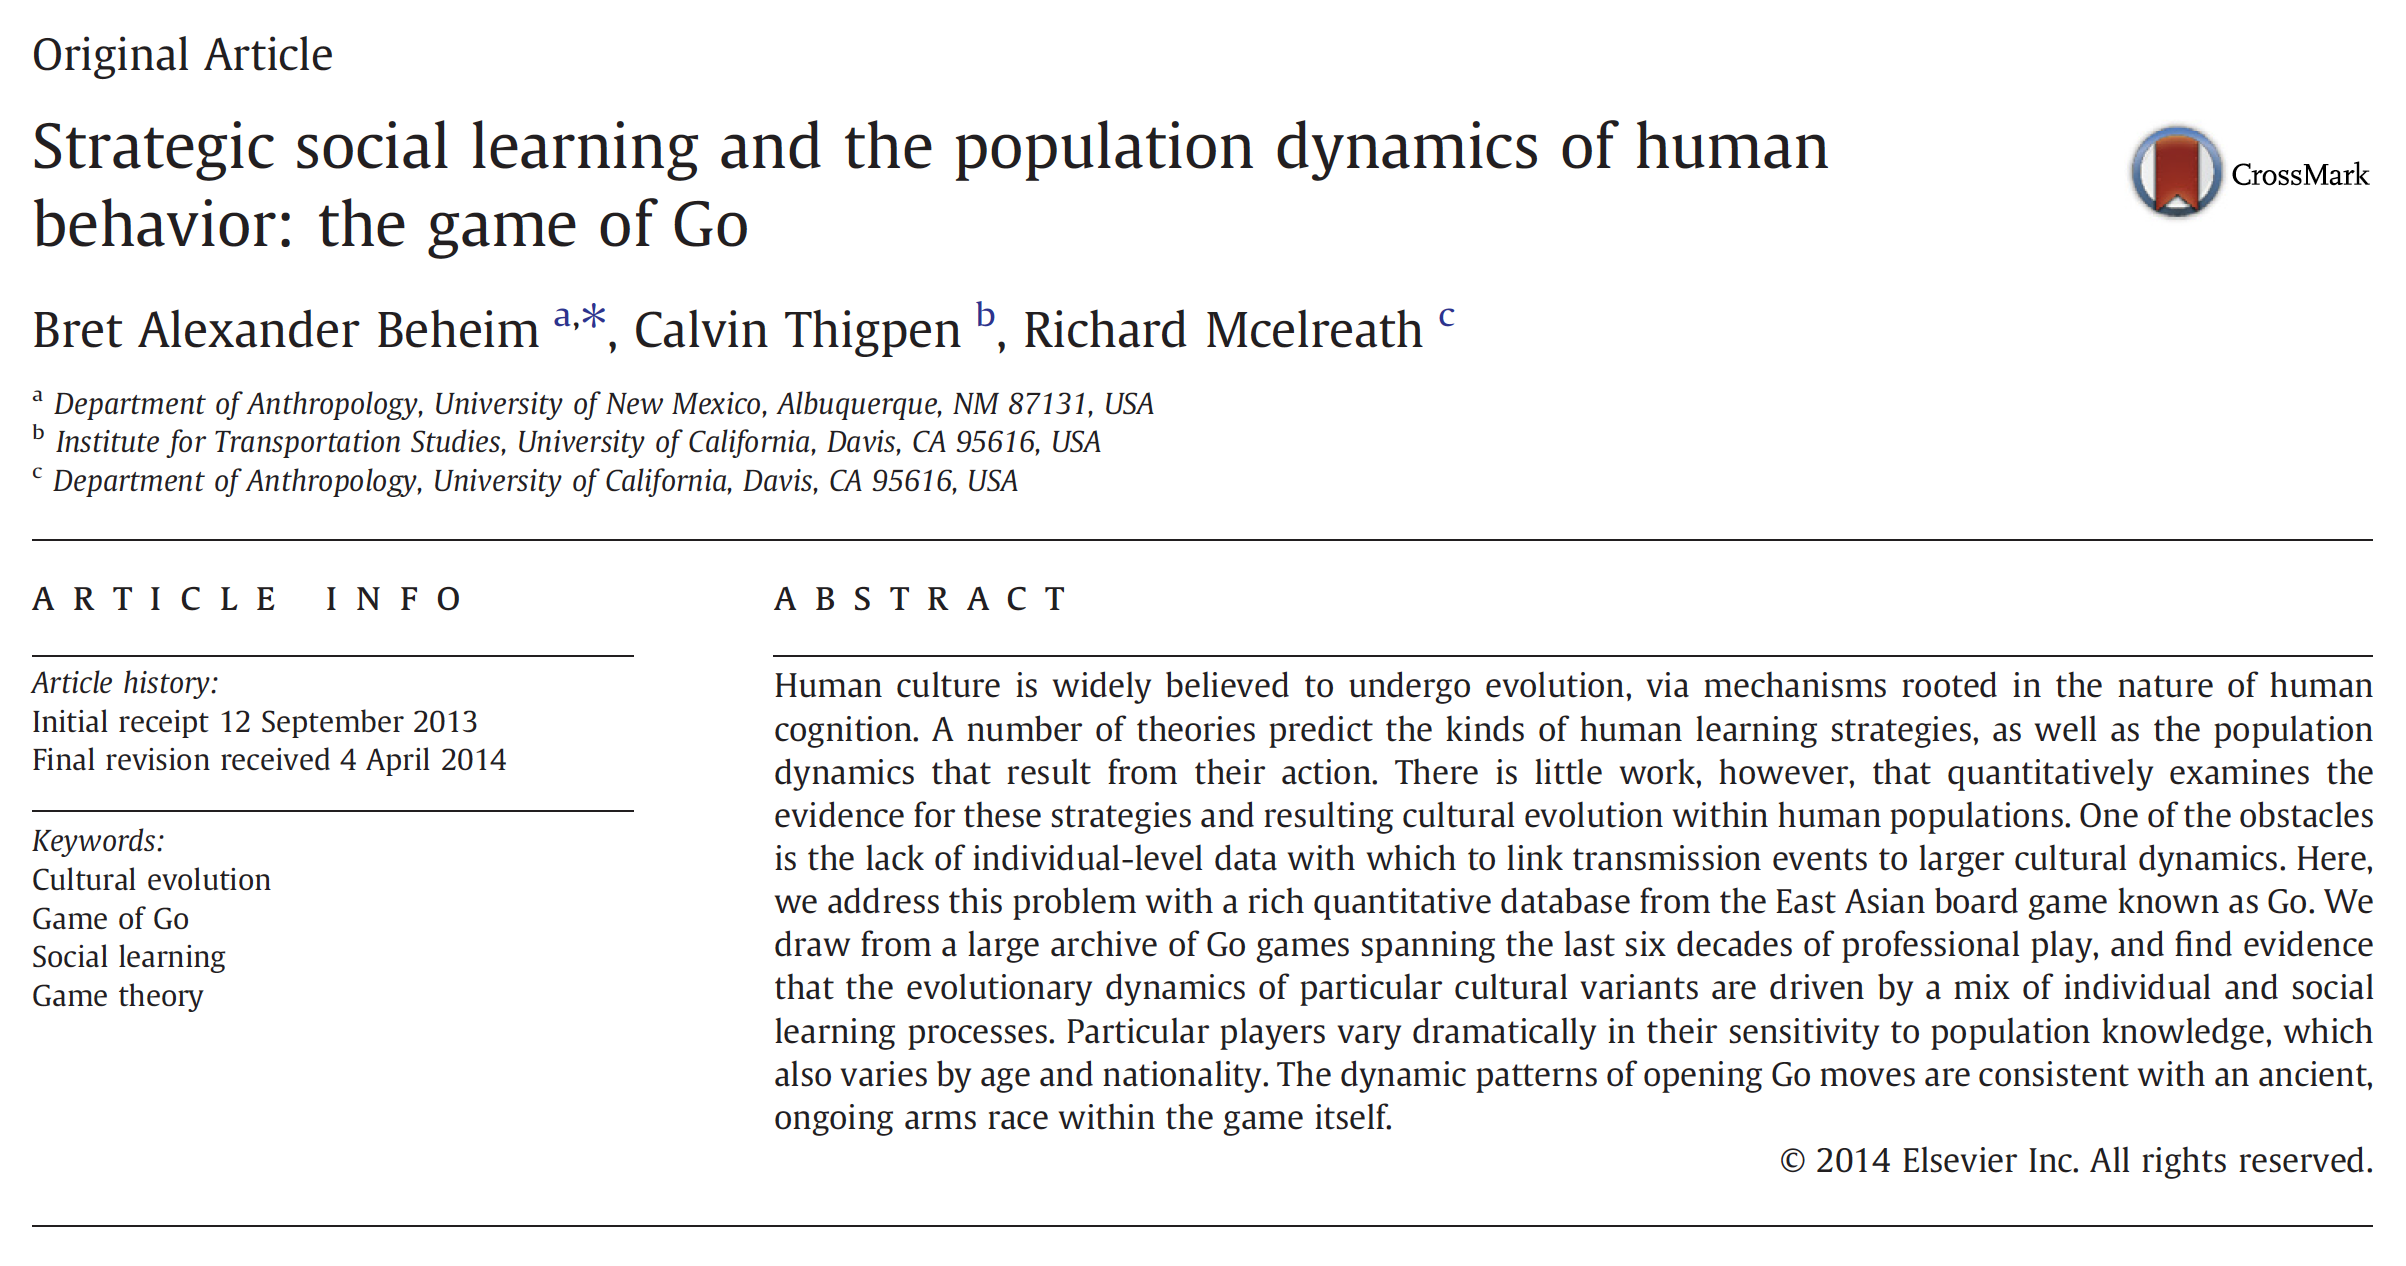 Original Article
Strategic social learning and the population dynamics of human
behavior: the game of Go
CrossMark
Bret Alexander Beheim a,*, Calvin Thigpen b, Richard Mcelreath c
a Department of Anthropology, University of New Mexico, Albuquerque, NM 87131, USA
b Institute for Transportation Studies, University of California, Davis, CA 95616, USA
c Department of Anthropology, University of California, Davis, CA 95616, USA
ARTICLE INFO
Article history:
Initial receipt 12 September 2013
Final revision received 4 April 2014
Keywords:
Cultural evolution
Game of Go
Social learning
Game theory
ABSTRACT
Human culture is widely believed to undergo evolution, via mechanisms rooted in the nature of human
cognition. A number of theories predict the kinds of human learning strategies, as well as the population
dynamics that result from their action. There is little work, however, that quantitatively examines the
evidence for these strategies and resulting cultural evolution within human populations. One of the obstacles
is the lack of individual-level data with which to link transmission events to larger cultural dynamics. Here,
we address this problem with a rich quantitative database from the East Asian board game known as Go. We
draw from a large archive of Go games spanning the last six decades of professional play, and find evidence
that the evolutionary dynamics of particular cultural variants are driven by a mix of individual and social
learning processes. Particular players vary dramatically in their sensitivity to population knowledge, which
also varies by age and nationality. The dynamic patterns of opening Go moves are consistent with an ancient,
ongoing arms race within the game itself.
© 2014 Elsevier Inc. All rights reserved.